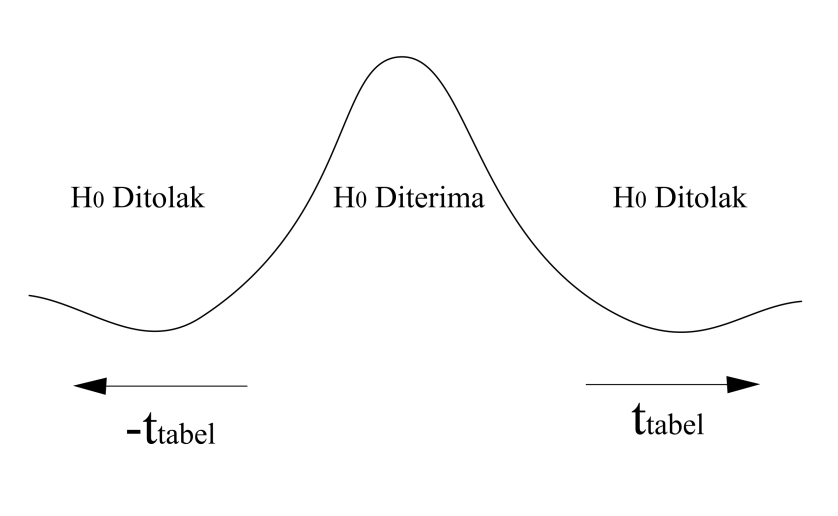 H0 Ditolak
H0 Diterima
H0 Ditolak
-ttabel
ttabel